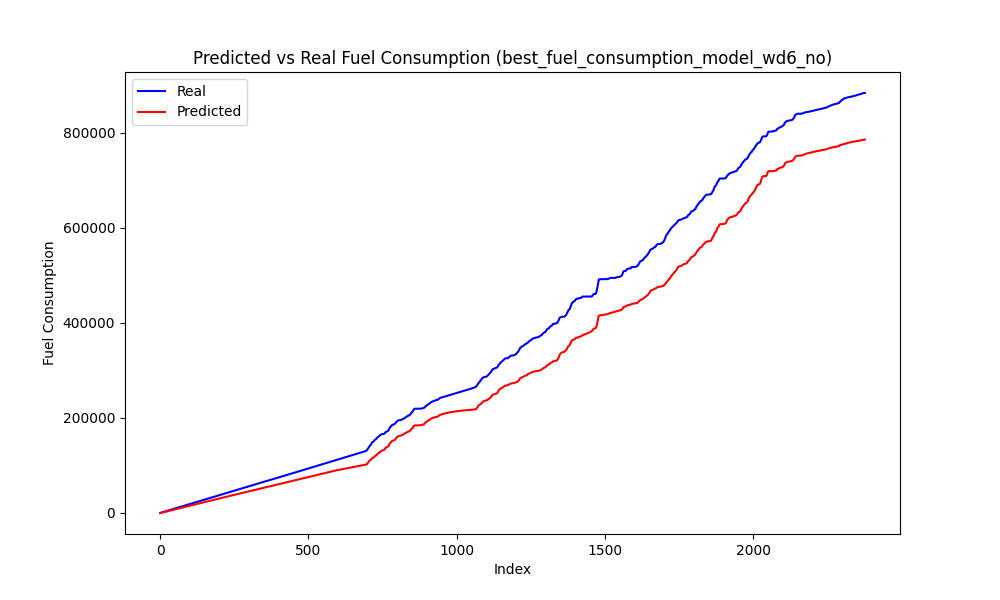 Predicted vs Real Fuel Consumption (best_fuel_consumption_model_wd6_no)
Real
Predicted
800000
600000
400000
200000
0
Fuel Consumption
0
500
1000
1500
2000
Index